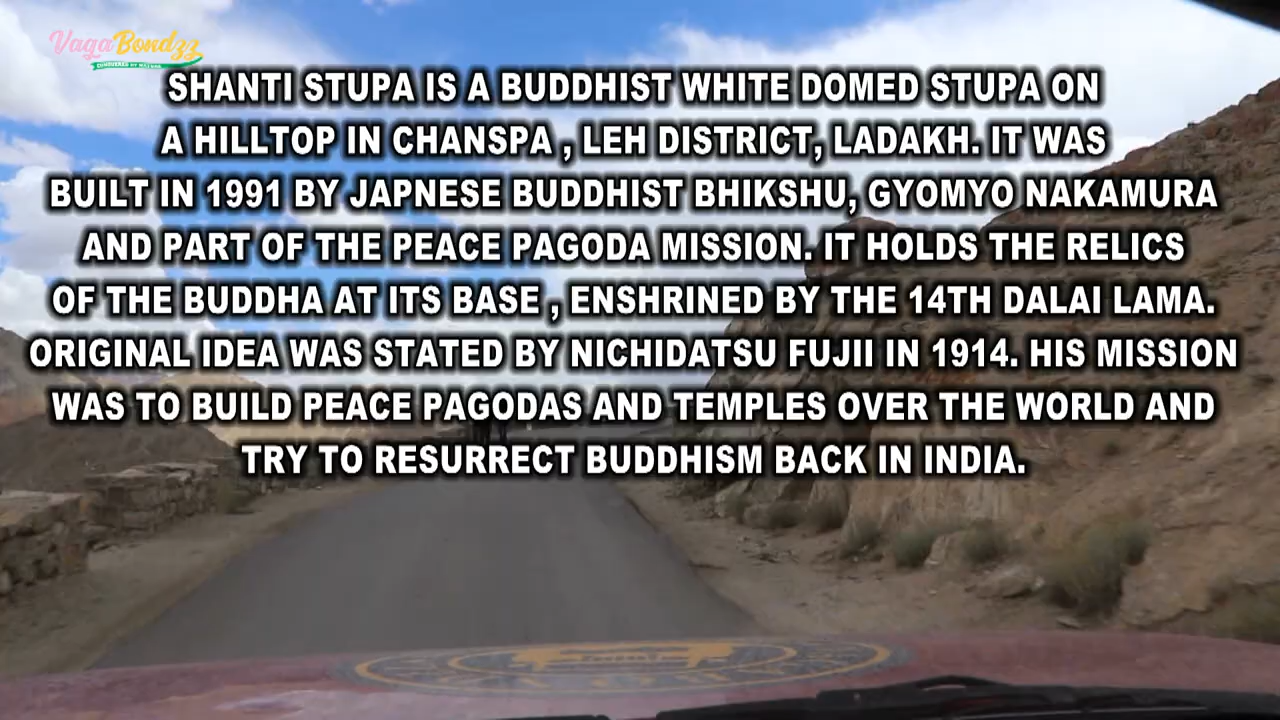 VagaBondzz
SHANTI STUPA IS A BUDDHIST WHITE DOMED STUPA ON
A HILLTOP IN CHANSPA , LEH DISTRICT, LADAKH. IT WAS
BUILT IN 1991 BY JAPNESE BUDDHIST BHIKSHU, GYOMYO NAKAMURA
AND PART OF THE PEACE PAGODA MISSION. IT HOLDS THE RELICS
OF THE BUDDHA AT ITS BASE , ENSHRINED BY THE 14TH DALAI LAMA.
ORIGINAL IDEA WAS STATED BY NICHIDATSU FUJII IN 1914. HIS MISSION
WAS TO BUILD PEACE PAGODAS AND TEMPLES OVER THE WORLD AND
TRY TO RESURRECT BUDDHISM BACK IN INDIA.